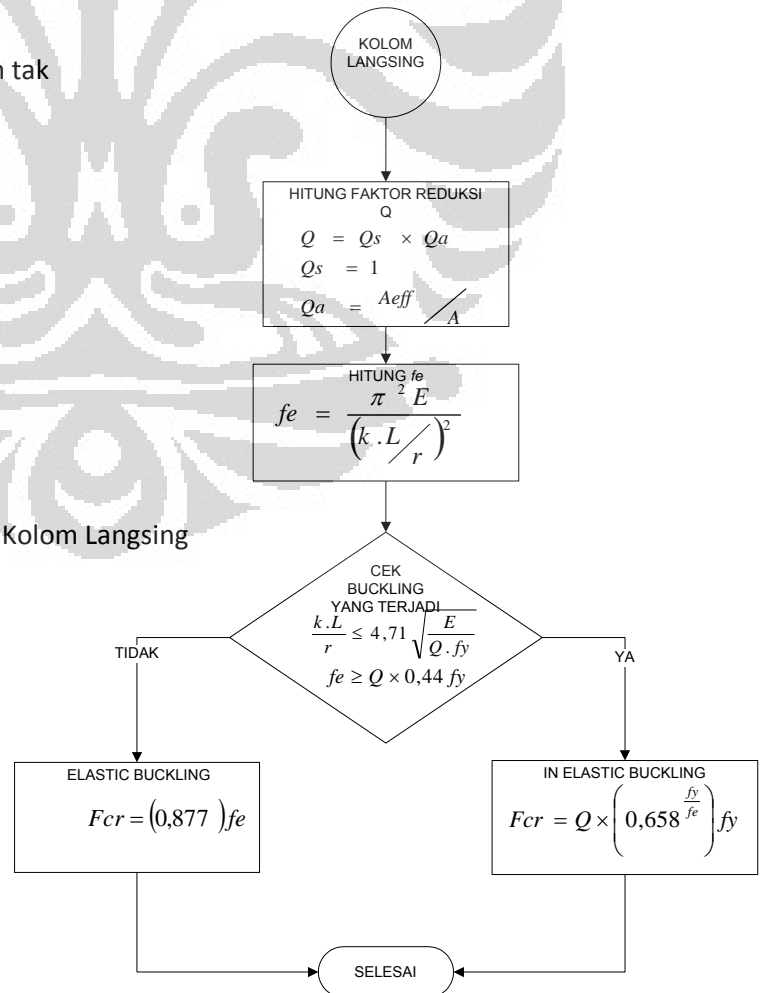 n tak
KOLOM
LANGSING
HITUNG FAKTOR REDUKSI
Q
Q = Qs × Qa
Qs = 1
Qa = Aeff / A
HITUNG fe
fe = π² E / (k . L / r)²
Kolom Langsing
CEK
BUCKLING
YANG TERJADI
k.L / r ≤ 4,71 √(E / Q . fy)
fe ≥ Q × 0,44 fy
TIDAK
YA
ELASTIC BUCKLING
Fcr = (0,877 ) fe
IN ELASTIC BUCKLING
Fcr = Q × (0,658^(fy/fe)) fy
SELESAI